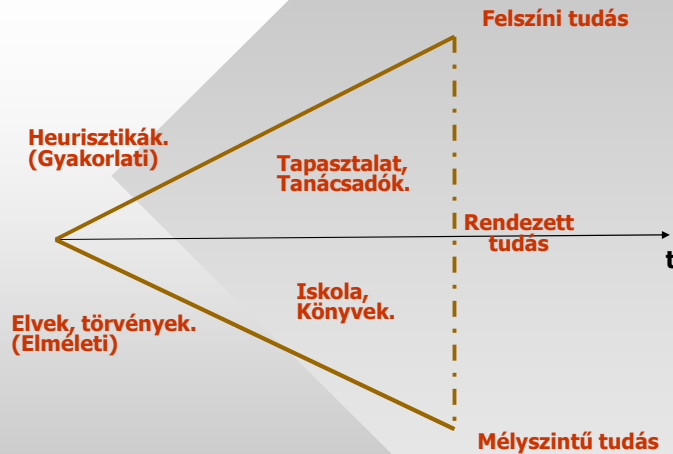 Felszíni tudás
Heurisztikák.
(Gyakorlati)
Tapasztalat,
Tanácsadók.
Rendezett
tudás
t
Iskola,
Könyvek.
Elvek, törvények.
(Elméleti)
Mélyszintű tudás